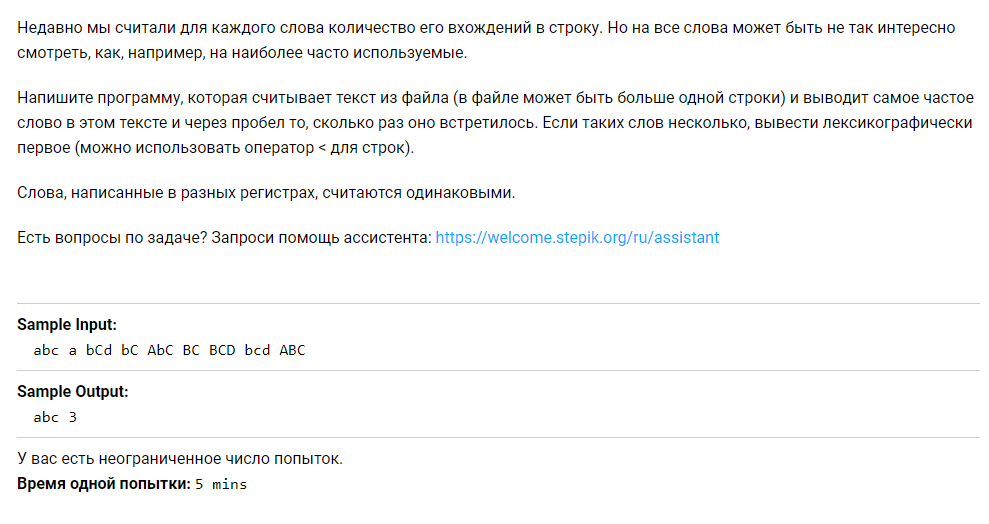 Недавно мы считали для каждого слова количество его вхождений в строку. Но на все слова может быть не так интересно
смотреть, как, например, на наиболее часто используемые.
Напишите программу, которая считывает текст из файла (в файле может быть больше одной строки) и выводит самое частое
слово в этом тексте и через пробел то, сколько раз оно встретилось. Если таких слов несколько, вывести лексикографически
первое (можно использовать оператор < для строк).
Слова, написанные в разных регистрах, считаются одинаковыми.
Есть вопросы по задаче? Запроси помощь ассистента: https://welcome.stepik.org/ru/assistant
Sample Input:
abc a bCd bC AbC BC BCD bcd ABC
Sample Output:
abc 3
У вас есть неограниченное число попыток.
Время одной попытки: 5 mins